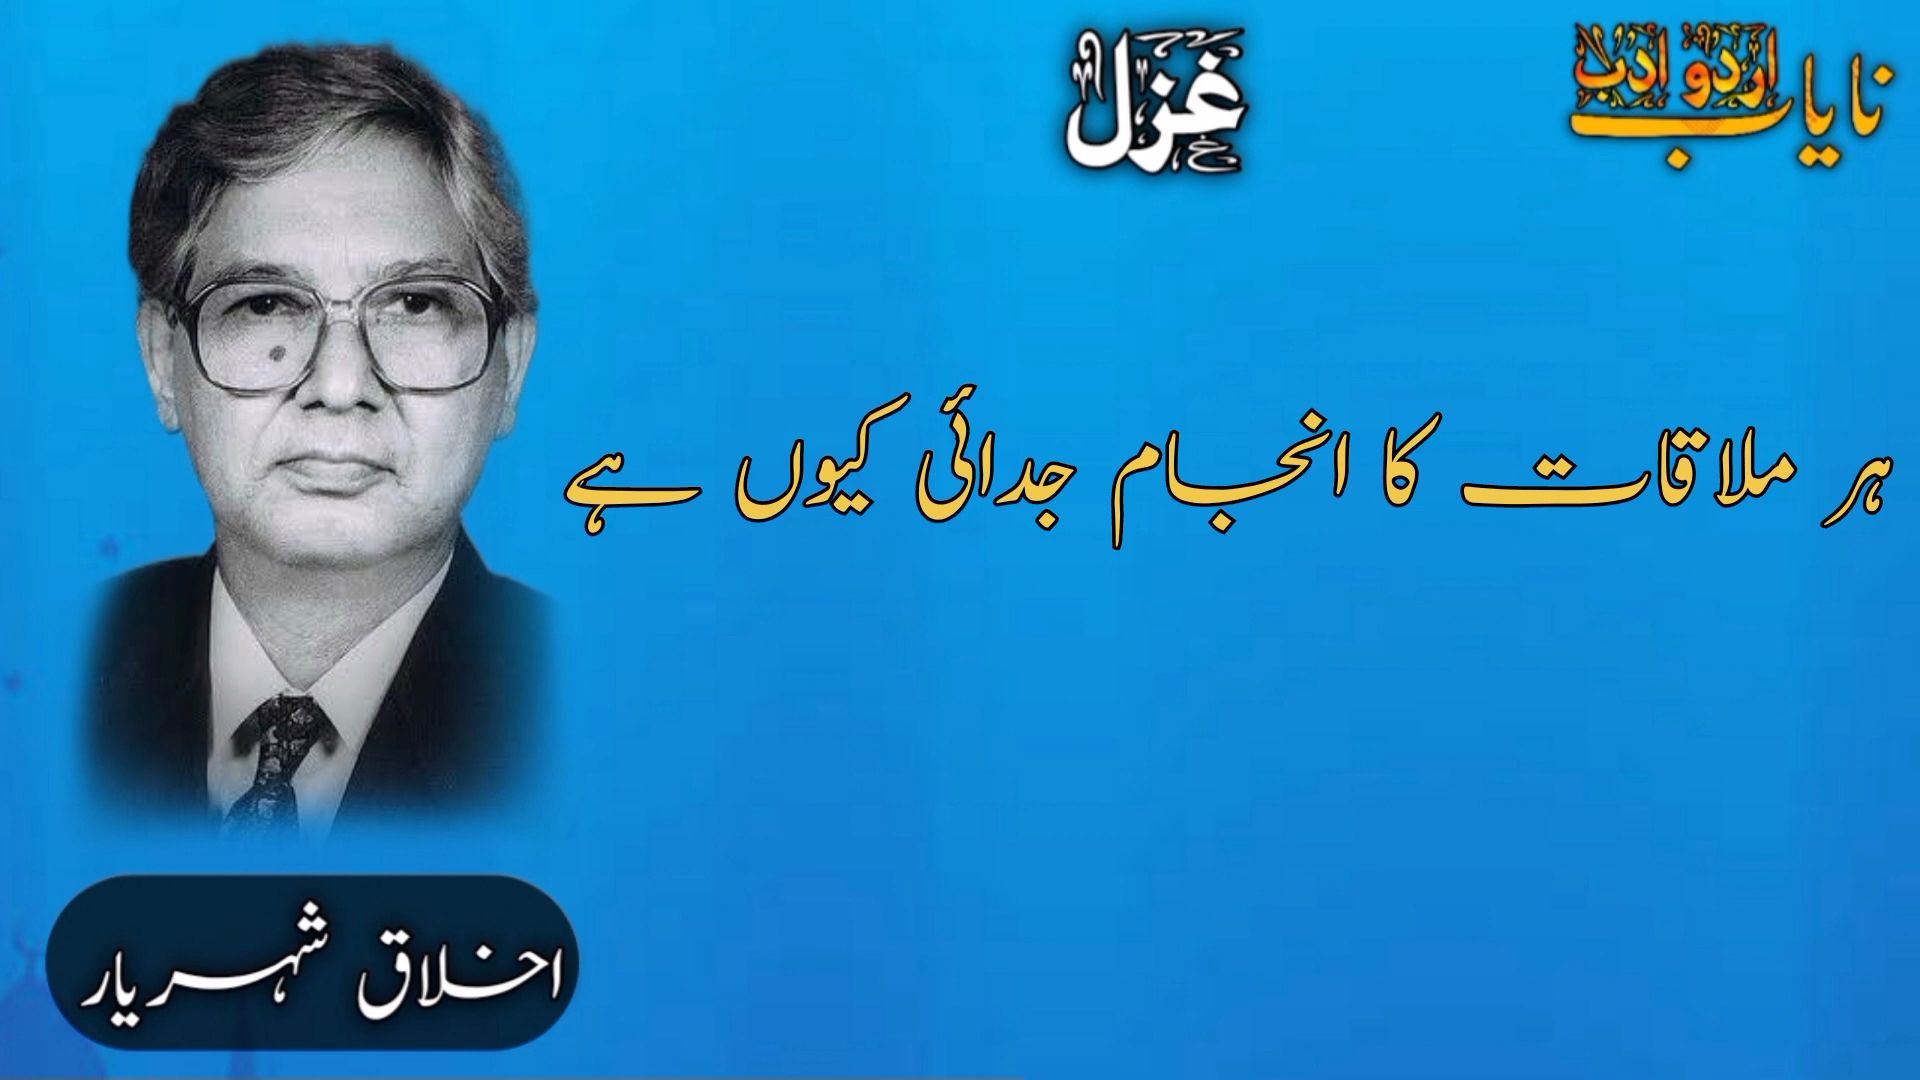 غزل
نایاب اردو ادب
ہر ملاقات کا انجام جدائی کیوں ہے
اخلاق شہریار